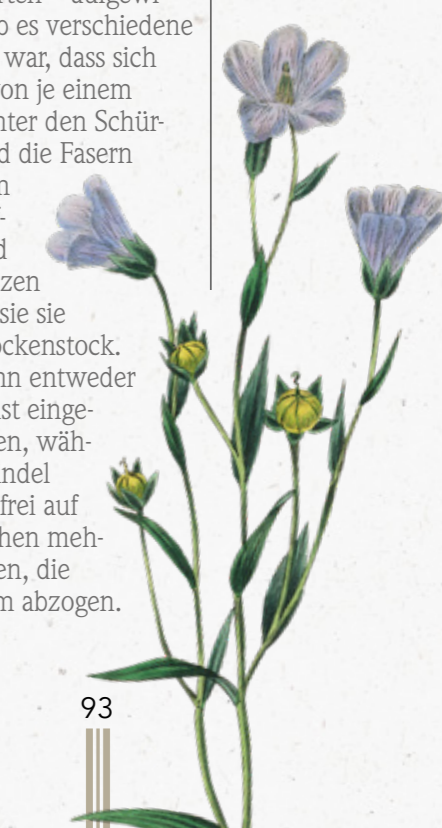 o es verschiedene
war, dass sich
on je einem
nter den Schür-
d die Fasern
n
-
d
zen
sie sie
ockenstock.
nn entweder
st einge-
en, wäh-
ndel
frei auf
hen meh-
en, die
m abzogen.
93